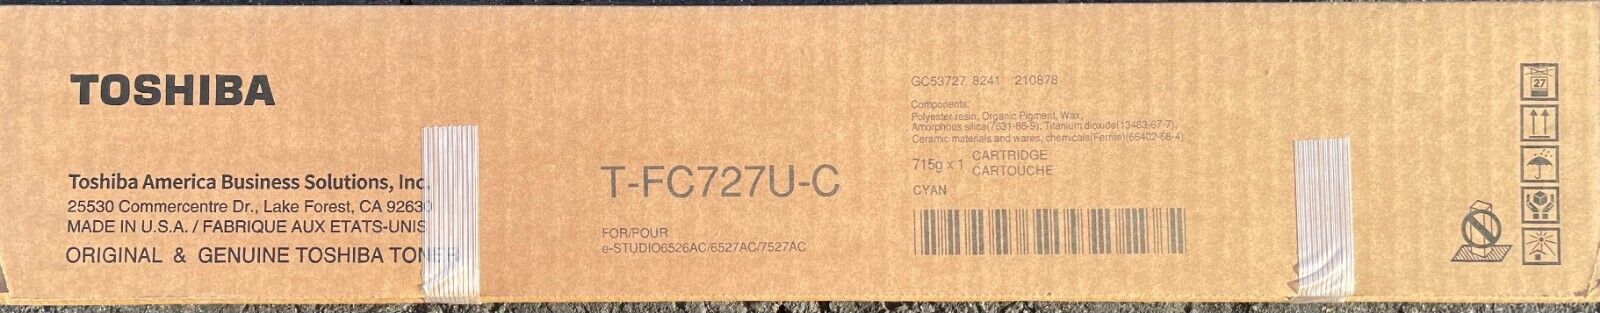 TOSHIBA
Toshiba America Business Solutions, Inc.
25530 Commercentre Dr., Lake Forest, CA 92630
MADE IN U.S.A. / FABRIQUE AUX ETATS-UNIS
ORIGINAL & GENUINE TOSHIBA TONER
T-FC727U-C
FOR/POUR
e-STUDIO6526AC/6527AC/7527AC
GC53727 8241 210878
Components:
Polyester resin, Organic Pigment, Wax,
Amorphous silica(7631-86-9), Titanium dioxide(13463-67-7),
Ceramic materials and wares, chemicals(Ferrite)(66402-68-4)
715g x 1 CARTRIDGE
CARTOUCHE
CYAN
27